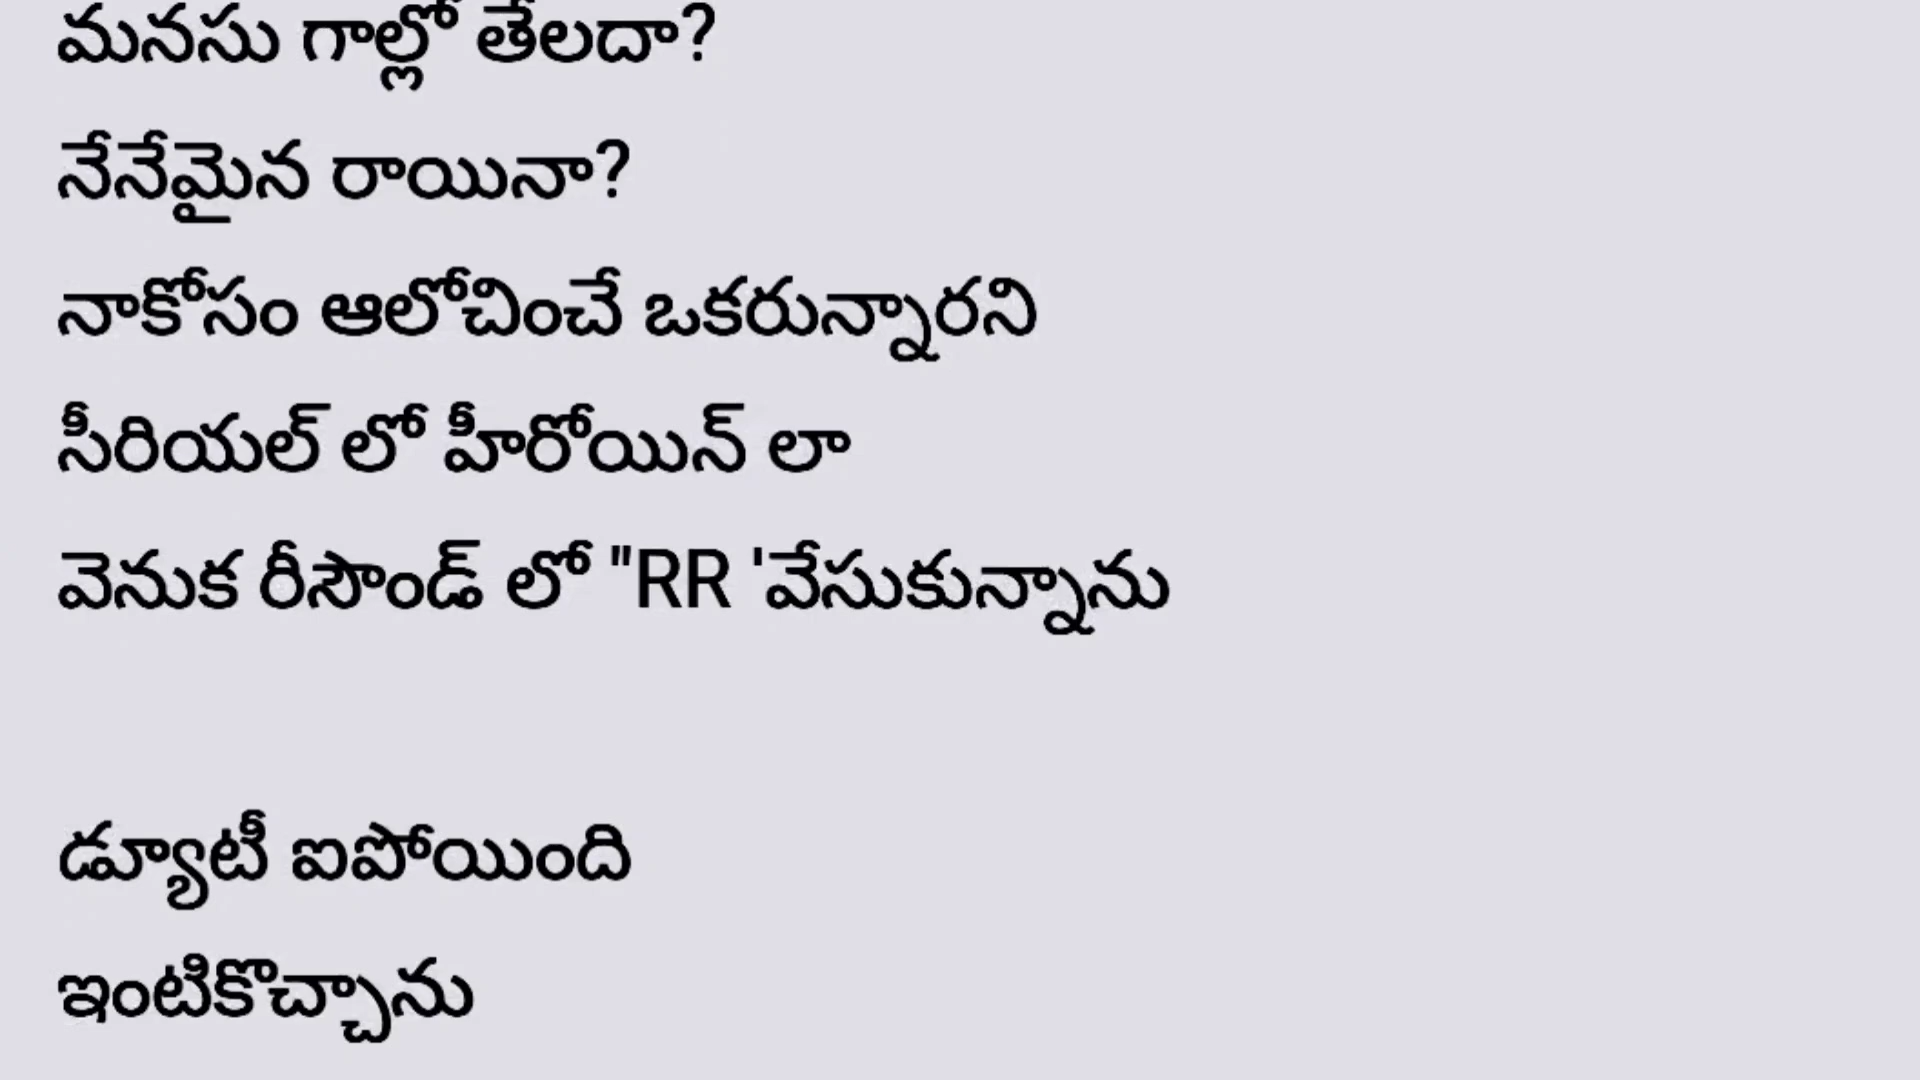 మనసు గాల్లో తేలదా?
నేనేమైన రాయినా?
నాకోసం ఆలోచించే ఒకరున్నారని
సీరియల్ లో హీరోయిన్ లా
వెనుక రీసౌండ్ లో "RR 'వేసుకున్నాను
డ్యూటీ ఐపోయింది
ఇంటికొచ్చాను